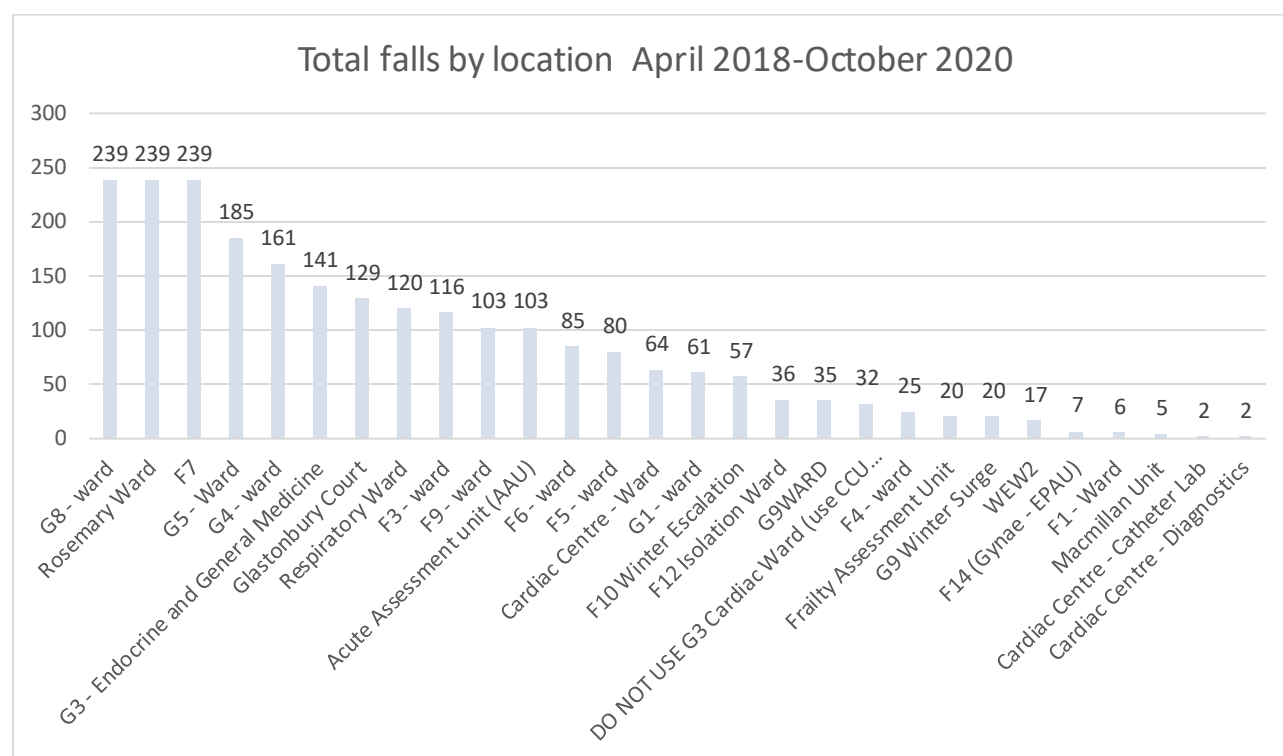 Total falls by location  April 2018-October 2020
300
250
200
150
100
50
0
239
239
239
185
161
141
129
120
116
103
103
85
80
64
61
57
36
35
32
25
20
20
17
7
6
5
2
2
G8 - ward
Rosemary Ward
F7
G5 - Ward
G4 - ward
G3 - Endocrine and General Medicine
Glastonbury Court
Respiratory Ward
F3 - ward
F9 - ward
Acute Assessment unit (AAU)
F6 - ward
F5 - ward
Cardiac Centre - Ward
G1 - ward
F10 Winter Escalation
F12 Isolation Ward
G9WARD
DO NOT USE G3 Cardiac Ward (use CCU...
F4 - ward
Frailty Assessment Unit
G9 Winter Surge
WEW2
F14 (Gynae - EPAU)
F1 - Ward
Macmillan Unit
Cardiac Centre - Catheter Lab
Cardiac Centre - Diagnostics